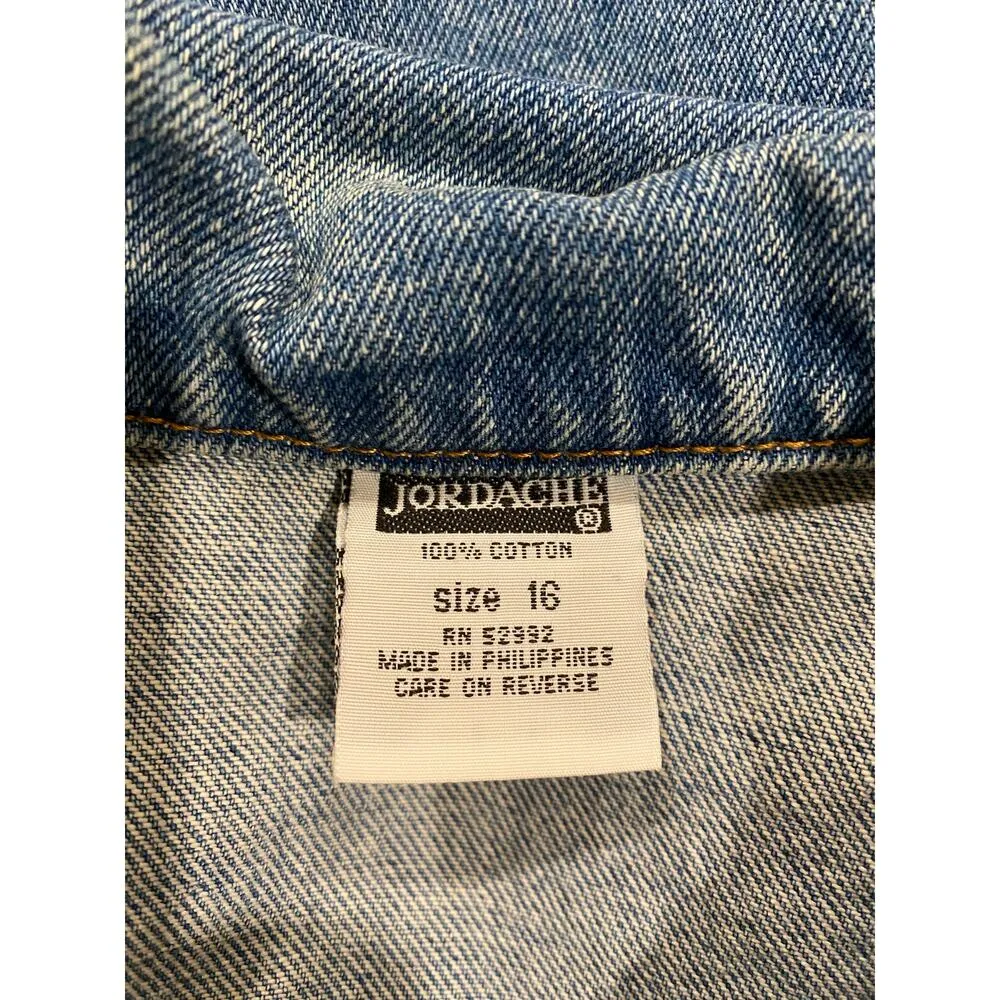 JORDACHE
®
100% COTTON
size 16
RN 52992
MADE IN PHILIPPINES
CARE ON REVERSE